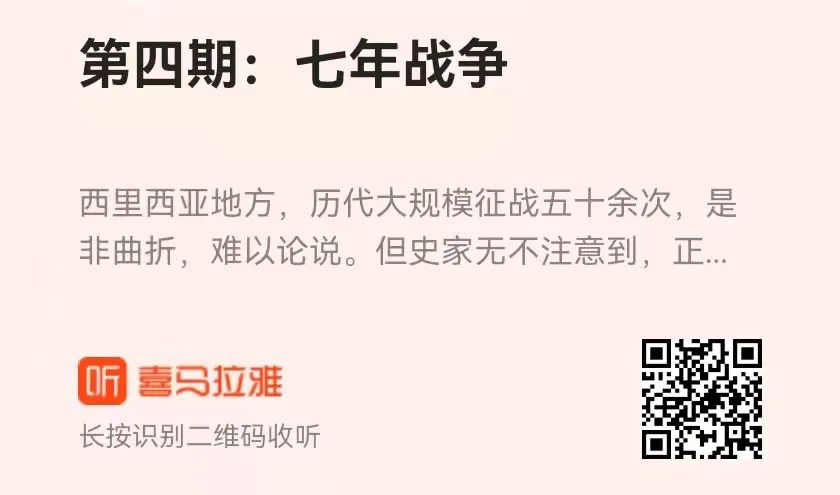 第四期：七年战争
西里西亚地方，历代大规模征战五十余次，是
非曲折，难以论说。但史家无不注意到，正...
听 喜马拉雅
长按识别二维码收听